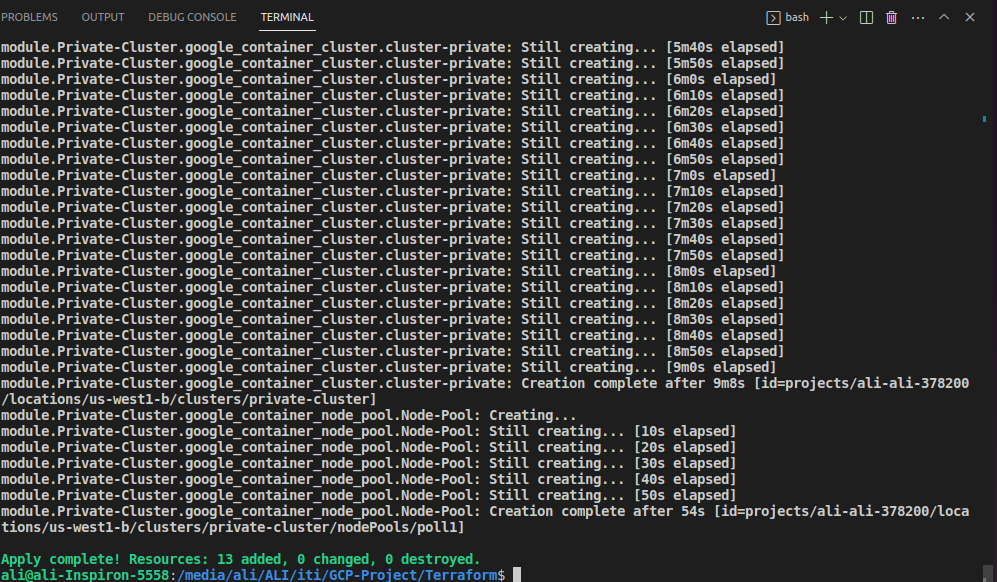 PROBLEMS OUTPUT DEBUG CONSOLE TERMINAL bash
module.Private-Cluster.google_container_cluster.cluster-private: Still creating... [5m40s elapsed]
module.Private-Cluster.google_container_cluster.cluster-private: Still creating... [5m50s elapsed]
module.Private-Cluster.google_container_cluster.cluster-private: Still creating... [6m0s elapsed]
module.Private-Cluster.google_container_cluster.cluster-private: Still creating... [6m10s elapsed]
module.Private-Cluster.google_container_cluster.cluster-private: Still creating... [6m20s elapsed]
module.Private-Cluster.google_container_cluster.cluster-private: Still creating... [6m30s elapsed]
module.Private-Cluster.google_container_cluster.cluster-private: Still creating... [6m40s elapsed]
module.Private-Cluster.google_container_cluster.cluster-private: Still creating... [6m50s elapsed]
module.Private-Cluster.google_container_cluster.cluster-private: Still creating... [7m0s elapsed]
module.Private-Cluster.google_container_cluster.cluster-private: Still creating... [7m10s elapsed]
module.Private-Cluster.google_container_cluster.cluster-private: Still creating... [7m20s elapsed]
module.Private-Cluster.google_container_cluster.cluster-private: Still creating... [7m30s elapsed]
module.Private-Cluster.google_container_cluster.cluster-private: Still creating... [7m40s elapsed]
module.Private-Cluster.google_container_cluster.cluster-private: Still creating... [7m50s elapsed]
module.Private-Cluster.google_container_cluster.cluster-private: Still creating... [8m0s elapsed]
module.Private-Cluster.google_container_cluster.cluster-private: Still creating... [8m10s elapsed]
module.Private-Cluster.google_container_cluster.cluster-private: Still creating... [8m20s elapsed]
module.Private-Cluster.google_container_cluster.cluster-private: Still creating... [8m30s elapsed]
module.Private-Cluster.google_container_cluster.cluster-private: Still creating... [8m40s elapsed]
module.Private-Cluster.google_container_cluster.cluster-private: Still creating... [8m50s elapsed]
module.Private-Cluster.google_container_cluster.cluster-private: Still creating... [9m0s elapsed]
module.Private-Cluster.google_container_cluster.cluster-private: Creation complete after 9m8s [id=projects/ali-ali-378200
/locations/us-west1-b/clusters/private-cluster]
module.Private-Cluster.google_container_node_pool.Node-Pool: Creating...
module.Private-Cluster.google_container_node_pool.Node-Pool: Still creating... [10s elapsed]
module.Private-Cluster.google_container_node_pool.Node-Pool: Still creating... [20s elapsed]
module.Private-Cluster.google_container_node_pool.Node-Pool: Still creating... [30s elapsed]
module.Private-Cluster.google_container_node_pool.Node-Pool: Still creating... [40s elapsed]
module.Private-Cluster.google_container_node_pool.Node-Pool: Still creating... [50s elapsed]
module.Private-Cluster.google_container_node_pool.Node-Pool: Creation complete after 54s [id=projects/ali-ali-378200/loca
tions/us-west1-b/clusters/private-cluster/nodePools/poll1]
Apply complete! Resources: 13 added, 0 changed, 0 destroyed.
ali@ali-Inspiron-5558:/media/ali/ALI/iti/GCP-Project/Terraform$